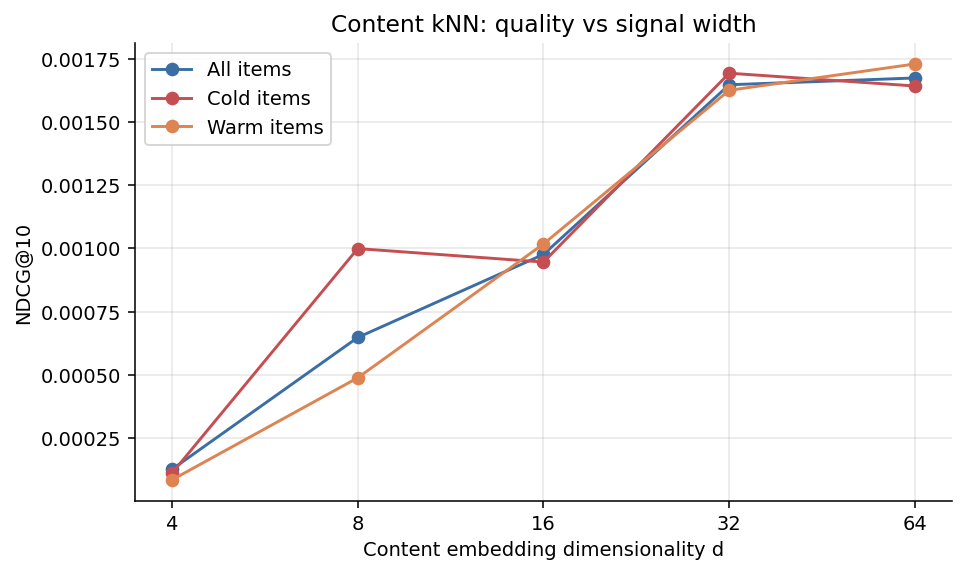 Content kNN: quality vs signal width
All items
Cold items
Warm items
NDCG@10
0.00175
0.00150
0.00125
0.00100
0.00075
0.00050
0.00025
4 8 16 32 64
Content embedding dimensionality d